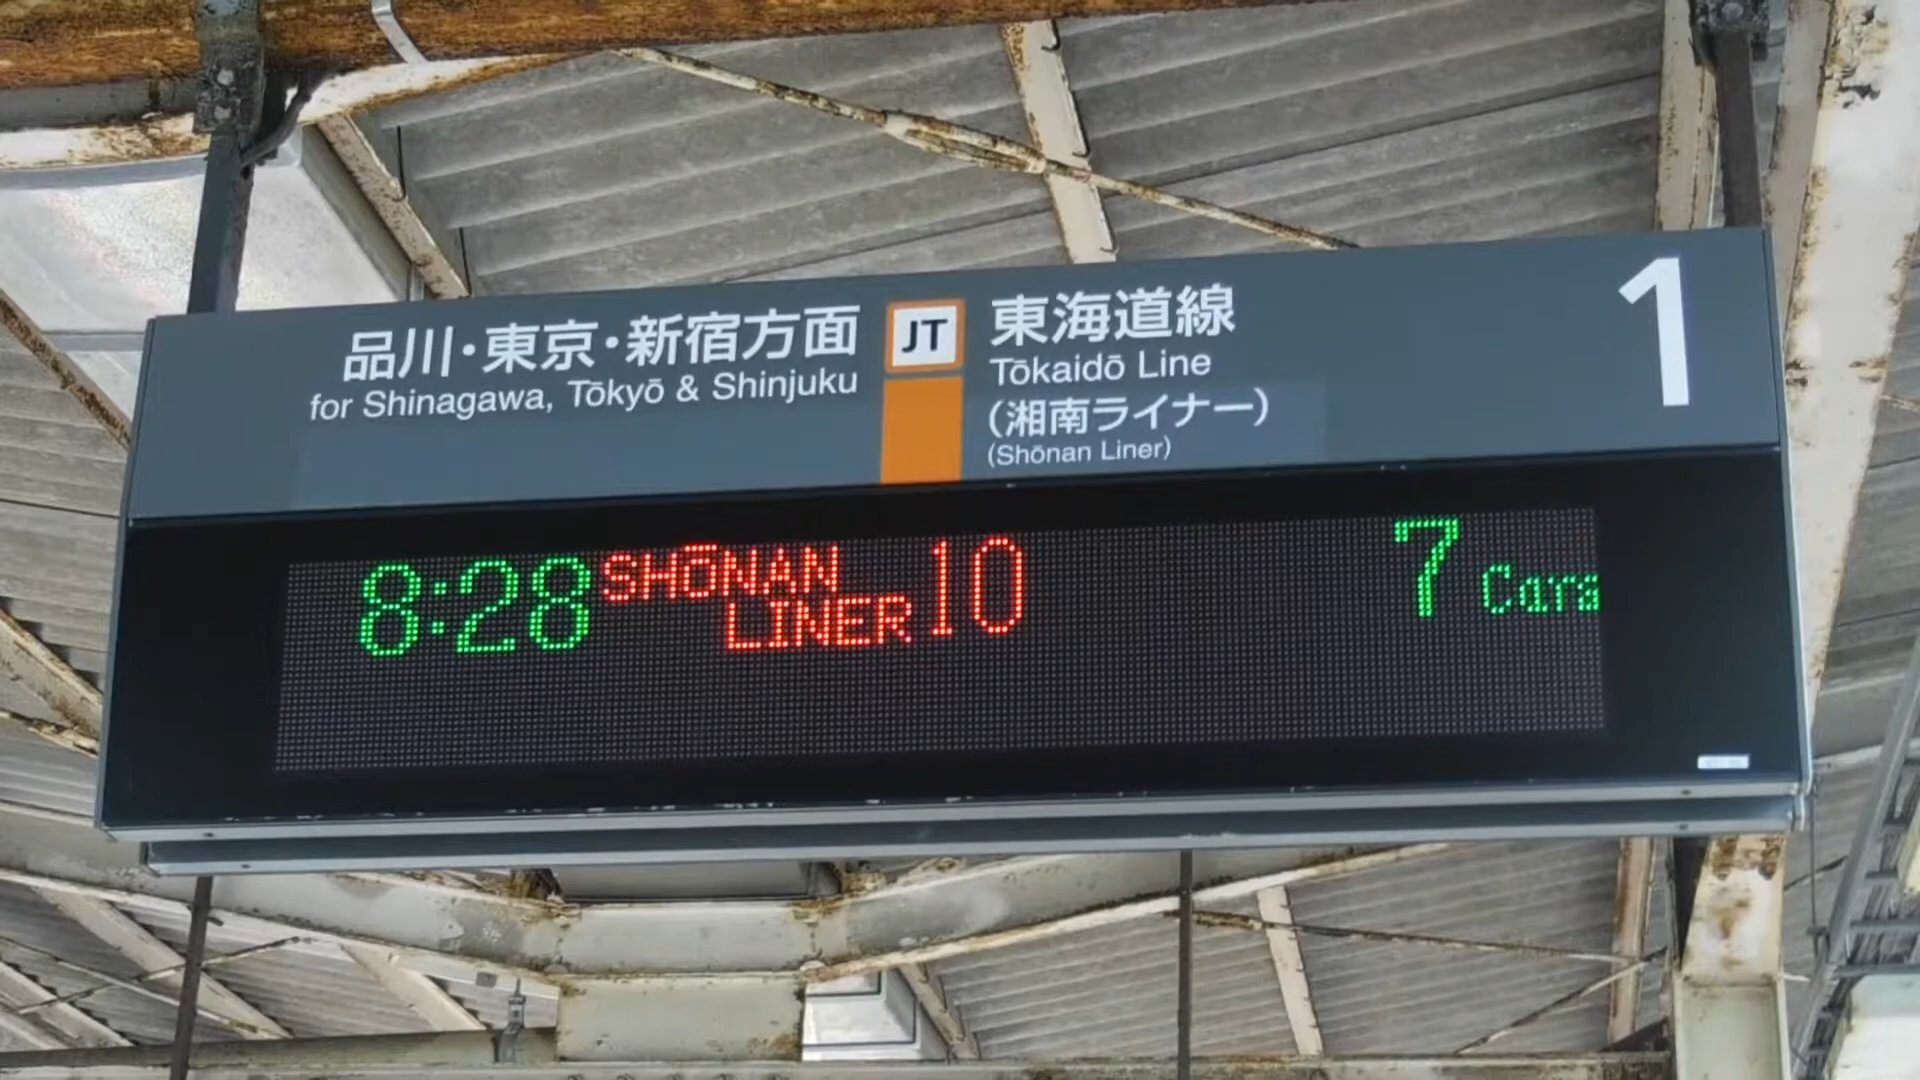 品川・東京・新宿方面
for Shinagawa, Tōkyō & Shinjuku
JT
東海道線
Tōkaidō Line
(湘南ライナー)
(Shōnan Liner)
1
8:28 SHŌNAN LINER 10 7 Cars